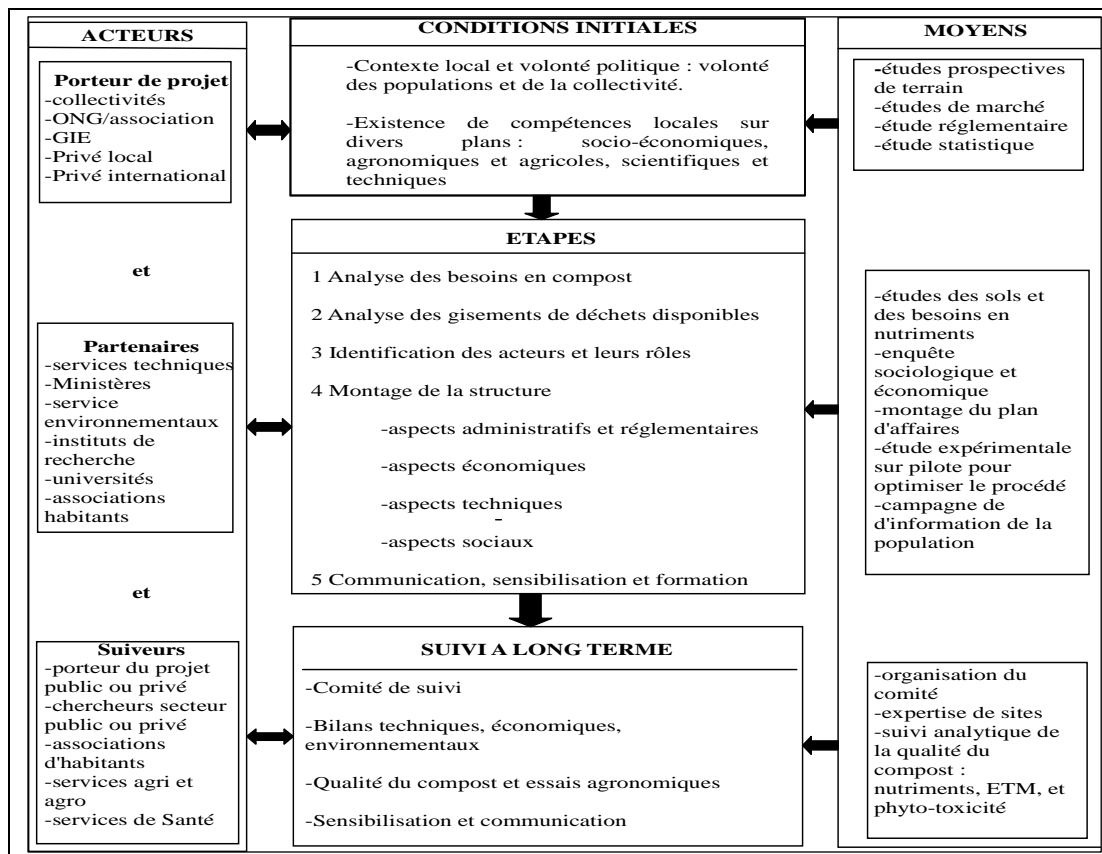 ACTEURS
Porteur de projet
-collectivités
-ONG/association
-GIE
-Privé local
-Privé international
et
Partenaires
-services techniques
-Ministères
-service
environnementaux
-instituts de
recherche
-universités
-associations
habitants
et
Suiveurs
-porteur du projet
public ou privé
-chercheurs secteur
public ou privé
-associations
d'habitants
-services agri et
agro
-services de Santé
CONDITIONS INITIALES
-Contexte local et volonté politique : volonté
des populations et de la collectivité.
-Existence de compétences locales sur
divers plans : socio-économiques,
agronomiques et agricoles, scientifiques et
techniques
ETAPES
1 Analyse des besoins en compost
2 Analyse des gisements de déchets disponibles
3 Identification des acteurs et leurs rôles
4 Montage de la structure
-aspects administratifs et réglementaires
-aspects économiques
-aspects techniques
-
-aspects sociaux
5 Communication, sensibilisation et formation
SUIVI A LONG TERME
-Comité de suivi
-Bilans techniques, économiques,
environnementaux
-Qualité du compost et essais agronomiques
-Sensibilisation et communication
MOYENS
-études prospectives
de terrain
-études de marché
-étude réglementaire
-étude statistique
-études des sols et
des besoins en
nutriments
-enquête
sociologique et
économique
-montage du plan
d'affaires
-étude expérimentale
sur pilote pour
optimiser le procédé
-campagne de
d'information de la
population
-organisation du
comité
-expertise de sites
-suivi analytique de
la qualité du
compost :
nutriments, ETM, et
phyto-toxicité